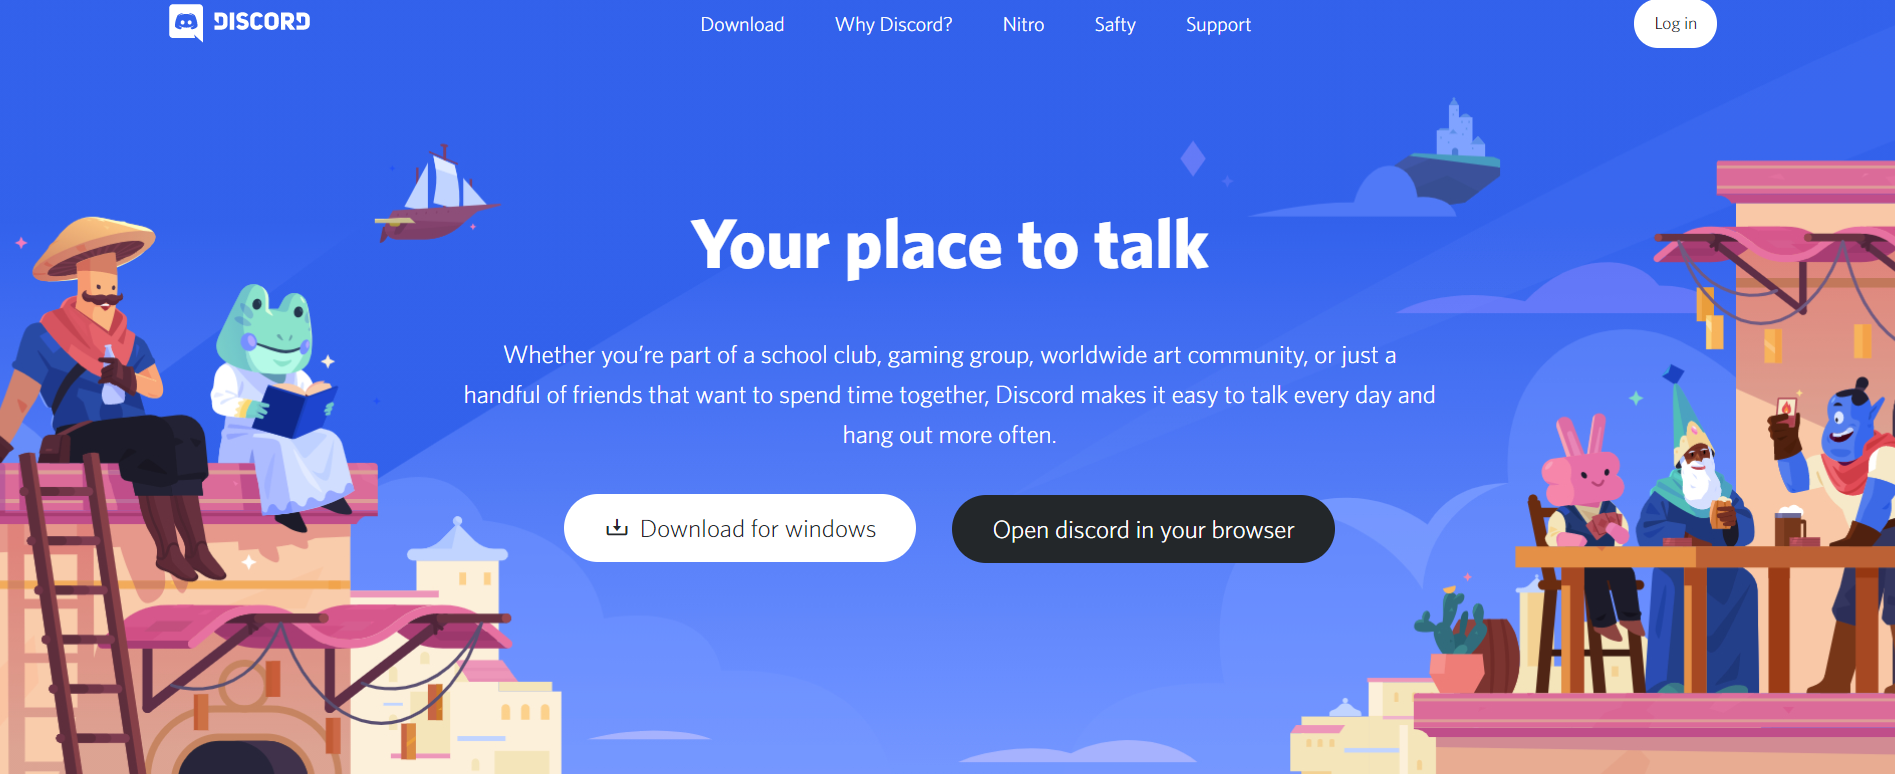 DISCORD
Download
Why Discord?
Nitro
Safty
Support
Log in
Your place to talk
Whether you’re part of a school club, gaming group, worldwide art community, or just a
handful of friends that want to spend time together, Discord makes it easy to talk every day and
hang out more often.
Download for windows
Open discord in your browser